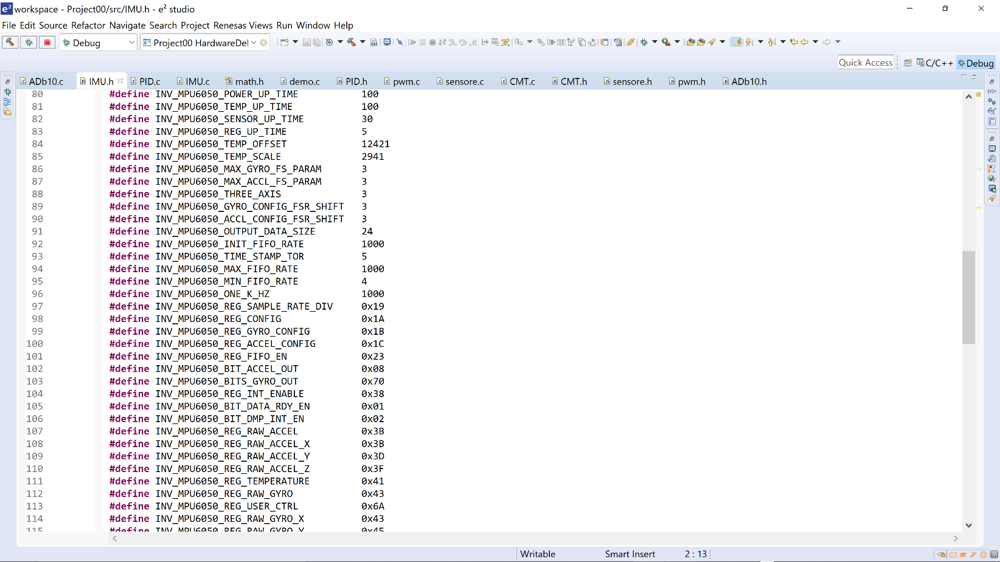 e² workspace - Project00/src/IMU.h - e² studio
File Edit Source Refactor Navigate Search Project Renesas Views Run Window Help
Debug Project00 HardwareDel
Quick Access C/C++ Debug
ADb10.c IMU.h PID.c IMU.c math.h demo.c PID.h pwm.c sensore.c CMT.c CMT.h sensore.h pwm.h ADb10.h
80 #define INV_MPU6050_POWER_UP_TIME 100
81 #define INV_MPU6050_TEMP_UP_TIME 100
82 #define INV_MPU6050_SENSOR_UP_TIME 30
83 #define INV_MPU6050_REG_UP_TIME 5
84 #define INV_MPU6050_TEMP_OFFSET 12421
85 #define INV_MPU6050_TEMP_SCALE 2941
86 #define INV_MPU6050_MAX_GYRO_FS_PARAM 3
87 #define INV_MPU6050_MAX_ACCL_FS_PARAM 3
88 #define INV_MPU6050_THREE_AXIS 3
89 #define INV_MPU6050_GYRO_CONFIG_FSR_SHIFT 3
90 #define INV_MPU6050_ACCL_CONFIG_FSR_SHIFT 3
91 #define INV_MPU6050_OUTPUT_DATA_SIZE 24
92 #define INV_MPU6050_INIT_FIFO_RATE 1000
93 #define INV_MPU6050_TIME_STAMP_TOR 5
94 #define INV_MPU6050_MAX_FIFO_RATE 1000
95 #define INV_MPU6050_MIN_FIFO_RATE 4
96 #define INV_MPU6050_ONE_K_HZ 1000
97 #define INV_MPU6050_REG_SAMPLE_RATE_DIV 0x19
98 #define INV_MPU6050_REG_CONFIG 0x1A
99 #define INV_MPU6050_REG_GYRO_CONFIG 0x1B
100 #define INV_MPU6050_REG_ACCEL_CONFIG 0x1C
101 #define INV_MPU6050_REG_FIFO_EN 0x23
102 #define INV_MPU6050_BIT_ACCEL_OUT 0x08
103 #define INV_MPU6050_BITS_GYRO_OUT 0x70
104 #define INV_MPU6050_REG_INT_ENABLE 0x38
105 #define INV_MPU6050_BIT_DATA_RDY_EN 0x01
106 #define INV_MPU6050_BIT_DMP_INT_EN 0x02
107 #define INV_MPU6050_REG_RAW_ACCEL 0x3B
108 #define INV_MPU6050_REG_RAW_ACCEL_X 0x3B
109 #define INV_MPU6050_REG_RAW_ACCEL_Y 0x3D
110 #define INV_MPU6050_REG_RAW_ACCEL_Z 0x3F
111 #define INV_MPU6050_REG_TEMPERATURE 0x41
112 #define INV_MPU6050_REG_RAW_GYRO 0x43
113 #define INV_MPU6050_REG_USER_CTRL 0x6A
114 #define INV_MPU6050_REG_RAW_GYRO_X 0x43
115 #define INV_MPU6050_REG_RAW_GYRO_Y 0x45
Writable Smart Insert 2 : 13